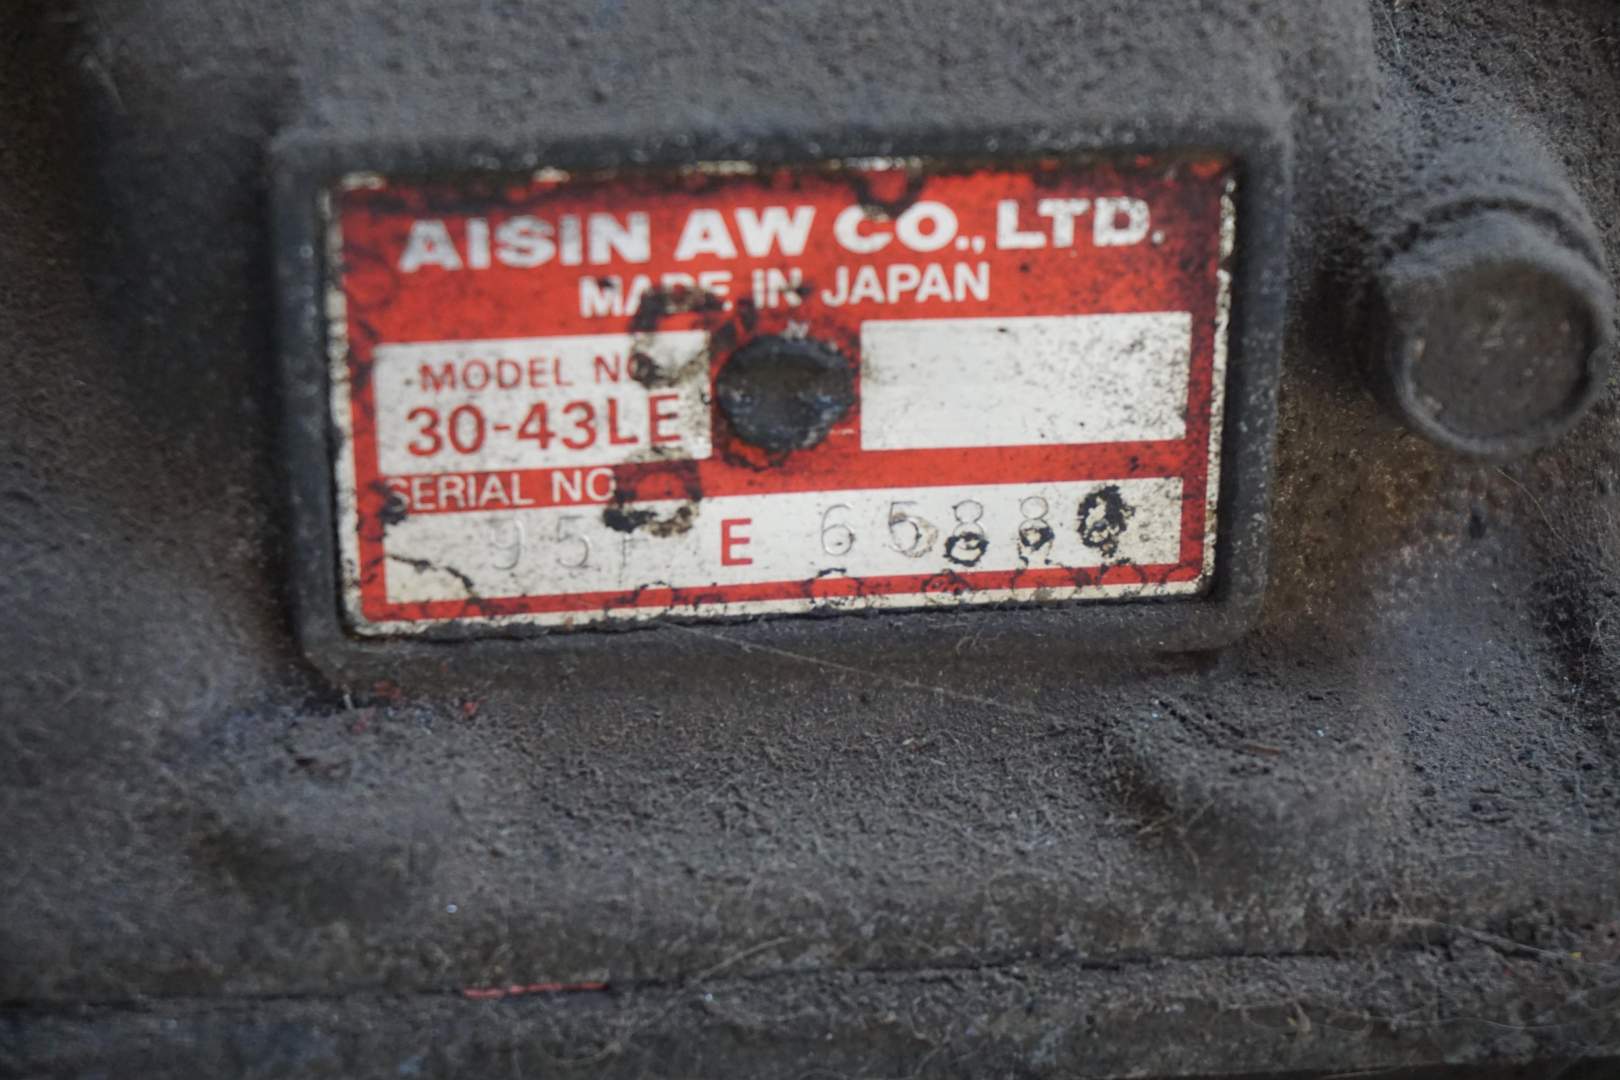 AISIN AW CO., LTD.
MADE IN JAPAN
MODEL NO.
30-43LE
SERIAL NO
E